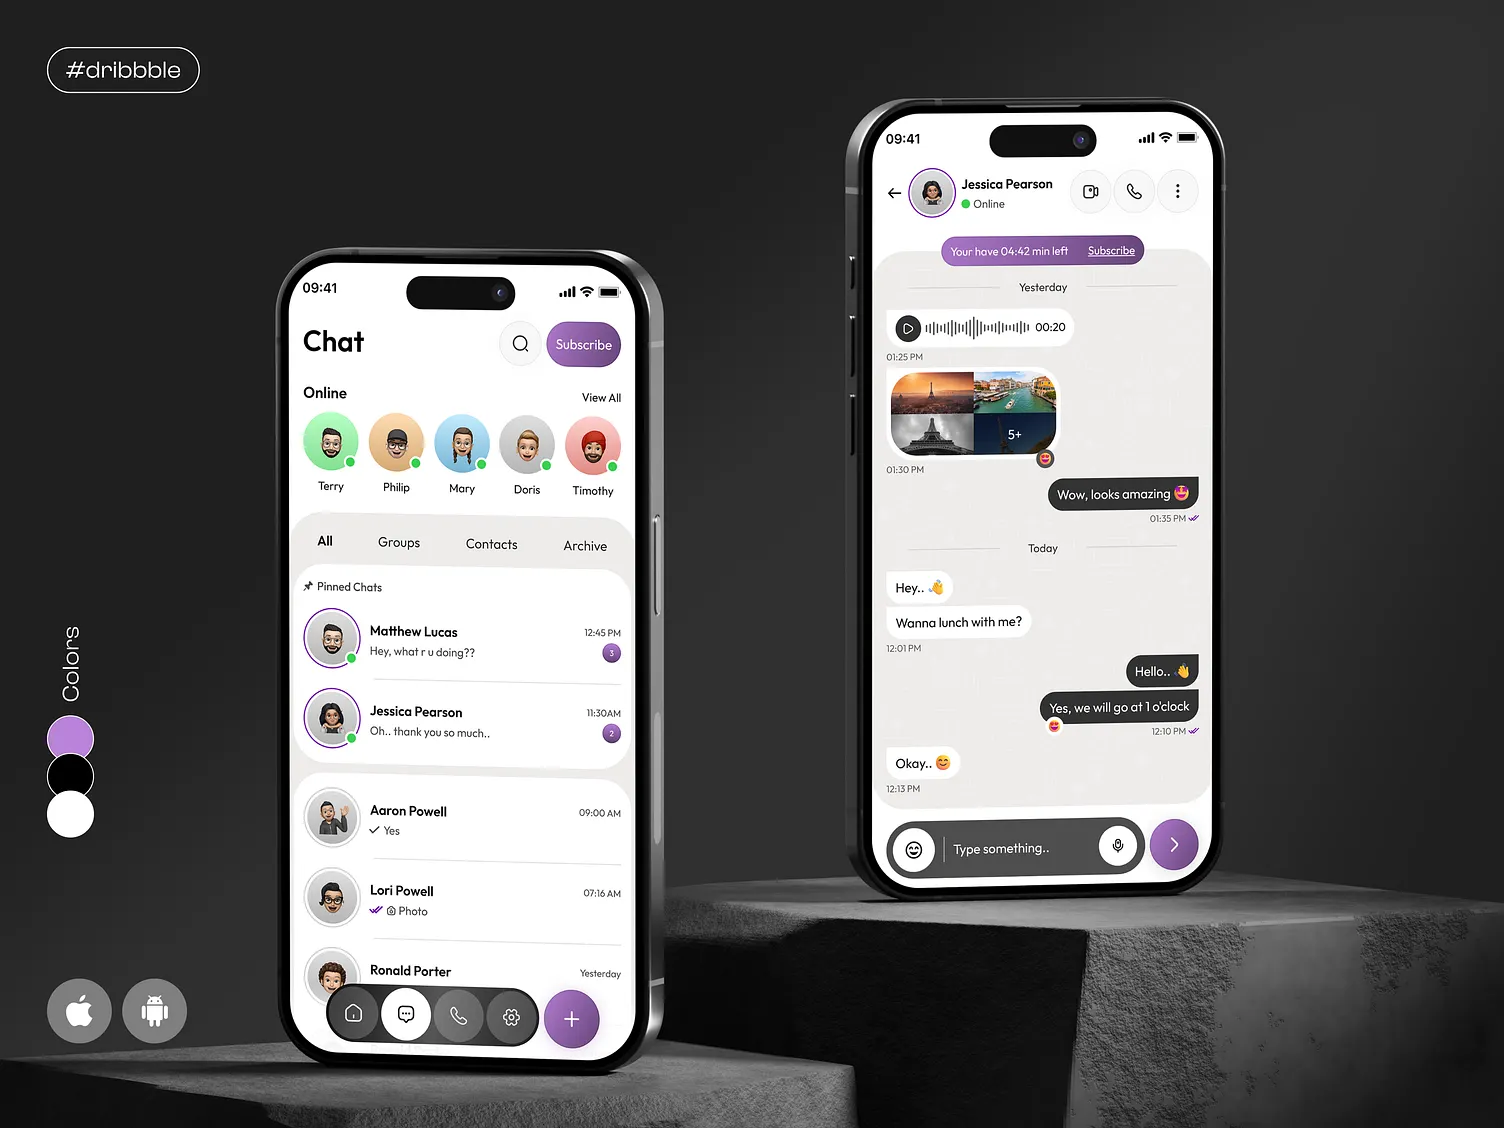 #dribbble
Colors
09:41
Chat
Subscribe
Online
View All
Terry
Philip
Mary
Doris
Timothy
All
Groups
Contacts
Archive
Pinned Chats
Matthew Lucas
12:45 PM
Hey, what r u doing??
3
Jessica Pearson
11:30AM
Oh.. thank you so much..
2
Aaron Powell
09:00 AM
Yes
Lori Powell
07:16 AM
Photo
Ronald Porter
Yesterday
09:41
Jessica Pearson
Online
Your have 04:42 min left
Subscribe
Yesterday
00:20
01:25 PM
5+
01:30 PM
Wow, looks amazing 🤩
01:35 PM
Today
Hey.. 👋
Wanna lunch with me?
12:01 PM
Hello.. 👋
Yes, we will go at 1 o'clock
12:10 PM
Okay.. 😊
12:13 PM
Type something..